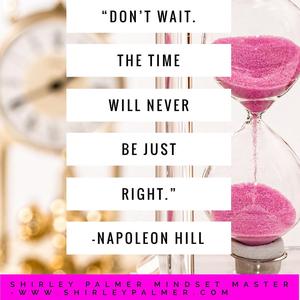 “DON’T WAIT.
THE TIME
WILL NEVER
BE JUST
RIGHT.”
-NAPOLEON HILL
SHIRLEY PALMER MINDSET MASTER
WWW.SHIRLEYPALMER.COM